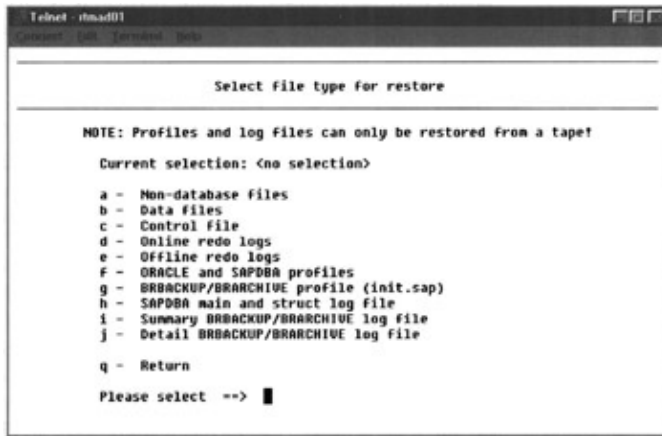 Telnet - rtmad01
Connect Edit Terminal Help
Select file type for restore
NOTE: Profiles and log files can only be restored from a tape!
Current selection: <no selection>
a - Non-database files
b - Data files
c - Control file
d - Online redo logs
e - Offline redo logs
f - ORACLE and SAPDBA profiles
g - BRBACKUP/BRARCHIVE profile (init.sap)
h - SAPDBA main and struct log file
i - Summary BRBACKUP/BRARCHIVE log file
j - Detail BRBACKUP/BRARCHIVE log file
q - Return
Please select ==>